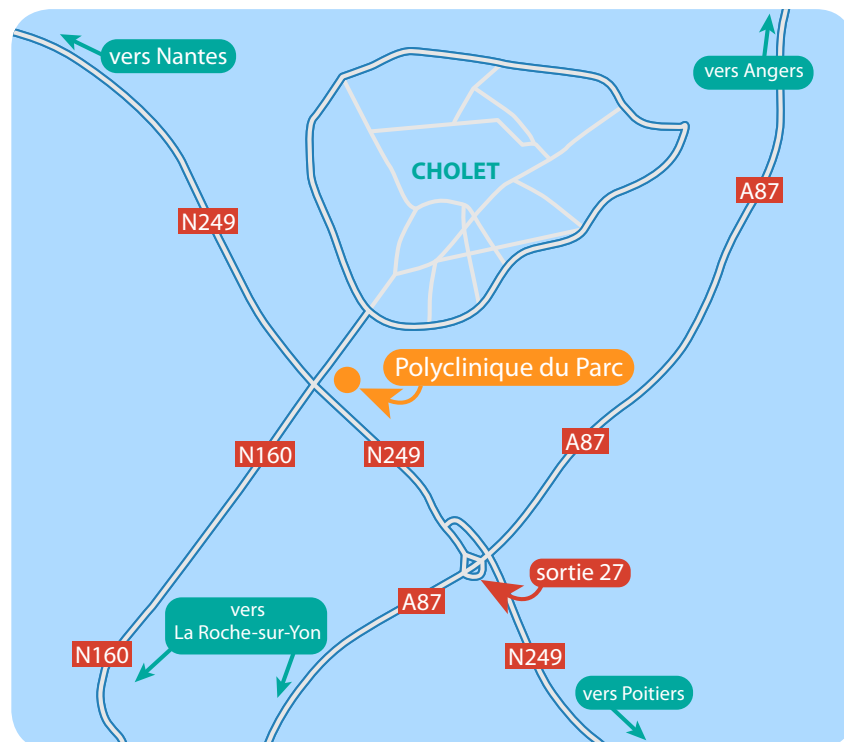 vers Nantes
vers Angers
CHOLET
A87
N249
Polyclinique du Parc
A87
N160
N249
sortie 27
A87
vers
La Roche-sur-Yon
N160
N249
vers Poitiers